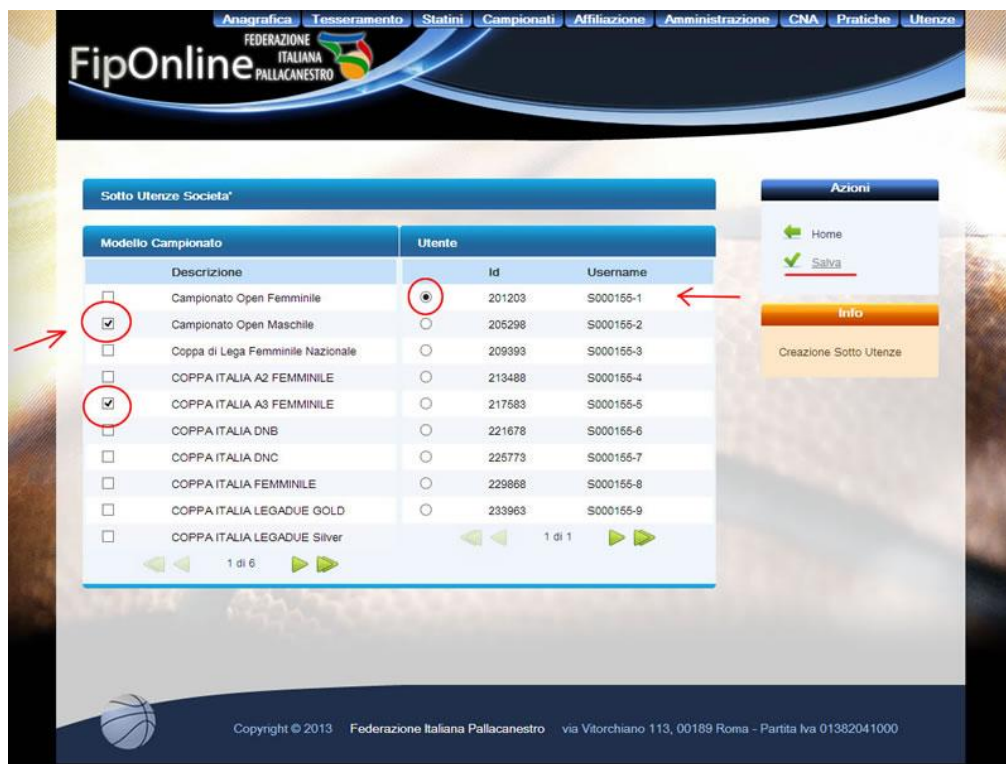 Anagrafica Tesseramento Statini Campionati Affiliazione Amministrazione CNA Pratiche Utenze
FipOnline FEDERAZIONE ITALIANA PALLACANESTRO
Sotto Utenze Societa'
Modello Campionato
Descrizione
Campionato Open Femminile
Campionato Open Maschile
Coppa di Lega Femminile Nazionale
COPPA ITALIA A2 FEMMINILE
COPPA ITALIA A3 FEMMINILE
COPPA ITALIA DNB
COPPA ITALIA DNC
COPPA ITALIA FEMMINILE
COPPA ITALIA LEGADUE GOLD
COPPA ITALIA LEGADUE Silver
1 di 6
Utente
Id Username
201203 S000155-1
205298 S000155-2
209393 S000155-3
213488 S000155-4
217583 S000155-5
221678 S000155-6
225773 S000155-7
229868 S000155-8
233963 S000155-9
1 di 1
Azioni
Home
Salva
Info
Creazione Sotto Utenze
Copyright © 2013 Federazione Italiana Pallacanestro via Vitorchiano 113, 00189 Roma - Partita Iva 01382041000